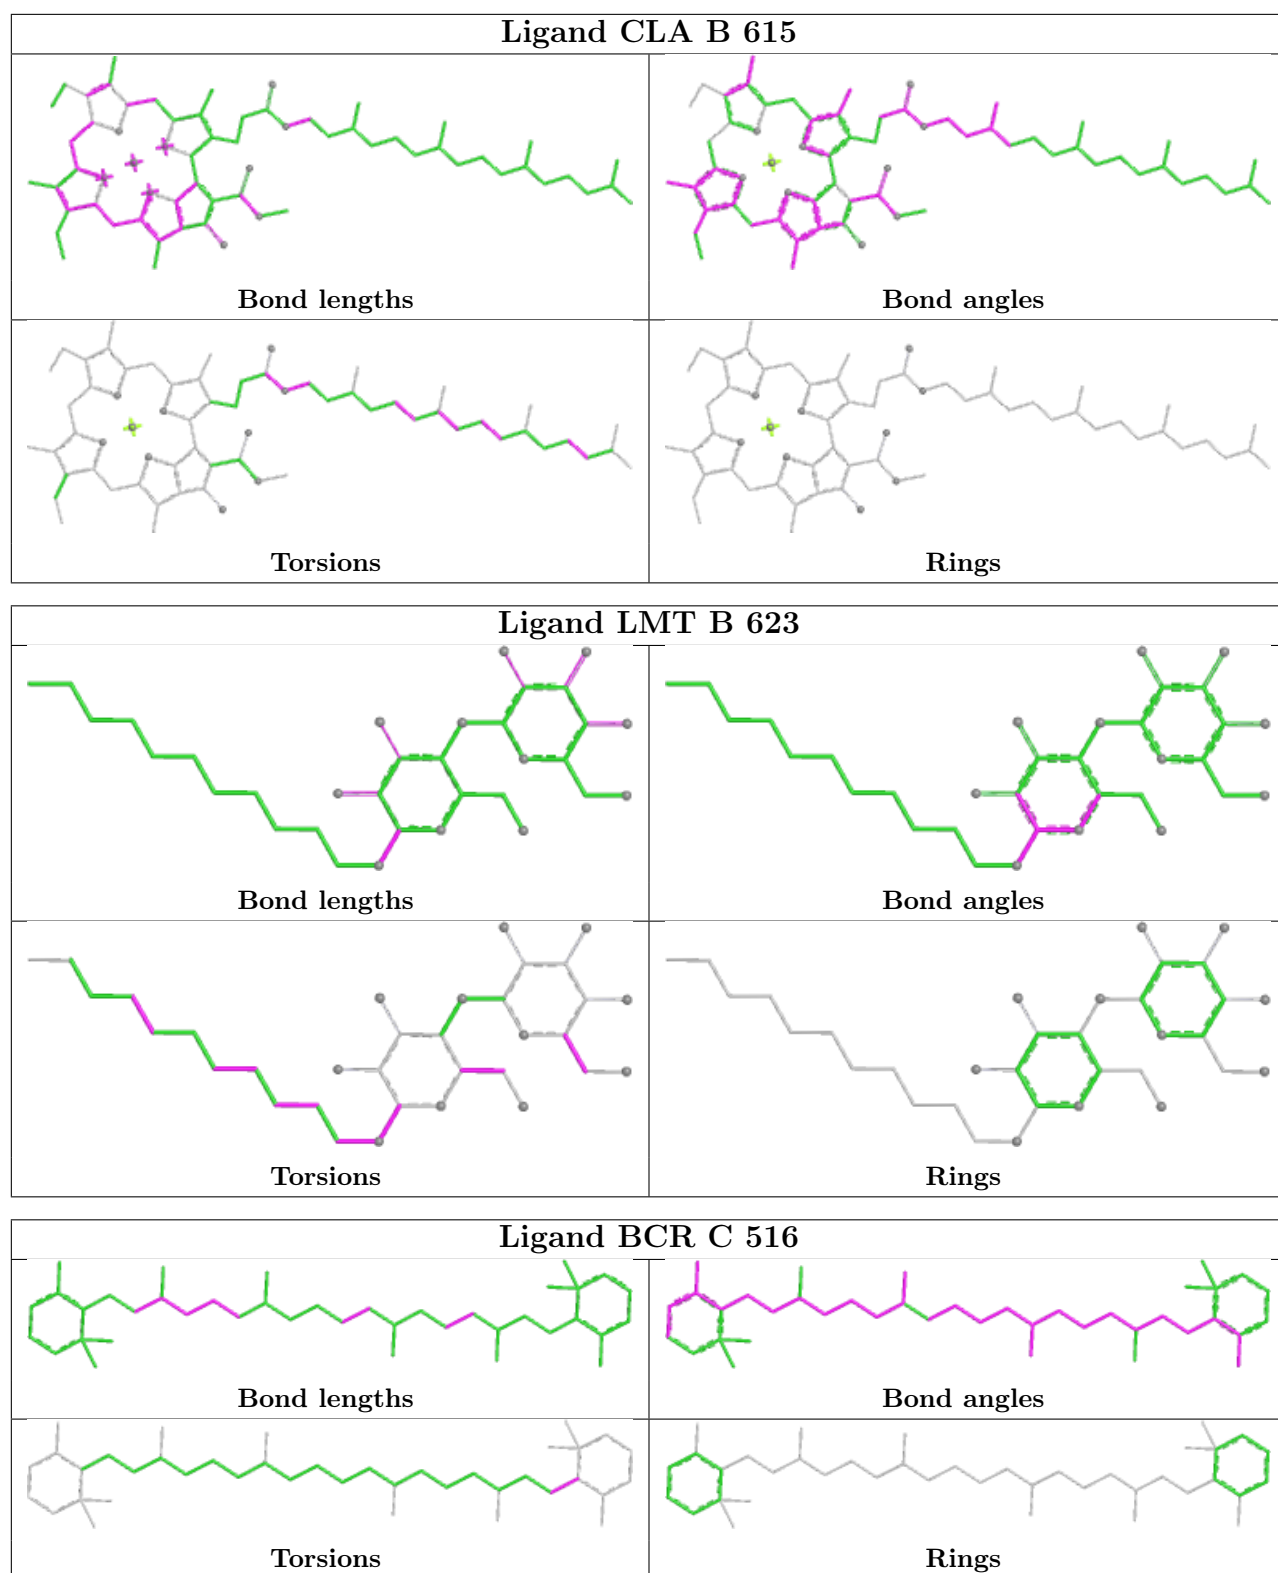 Ligand CLA B 615
Bond lengths
Bond angles
Torsions
Rings
Ligand LMT B 623
Bond lengths
Bond angles
Torsions
Rings
Ligand BCR C 516
Bond lengths
Bond angles
Torsions
Rings